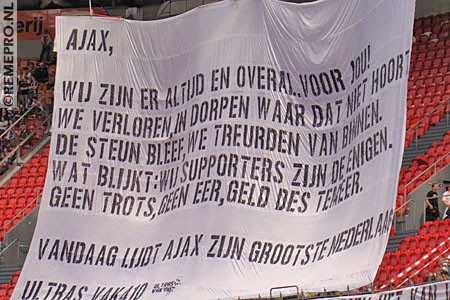 ©REMEPRO.NL
AJAX,
WIJ ZIJN ER ALTIJD EN OVERAL. VOOR JOU!
WE VERLOREN, IN DORPEN WAAR DAT NIET HOORT
DE STEUN BLEEF WE TREURDEN VAN BINNEN.
WAT BLIJKT: WIJ SUPPORTERS ZIJN DE ENIGEN.
GEEN TROTS, GEEN EER, GELD DES TEMEER.
VANDAAG LIJDT AJAX ZIJN GROOTSTE NEDERLAAG
ULTRAS VAK410